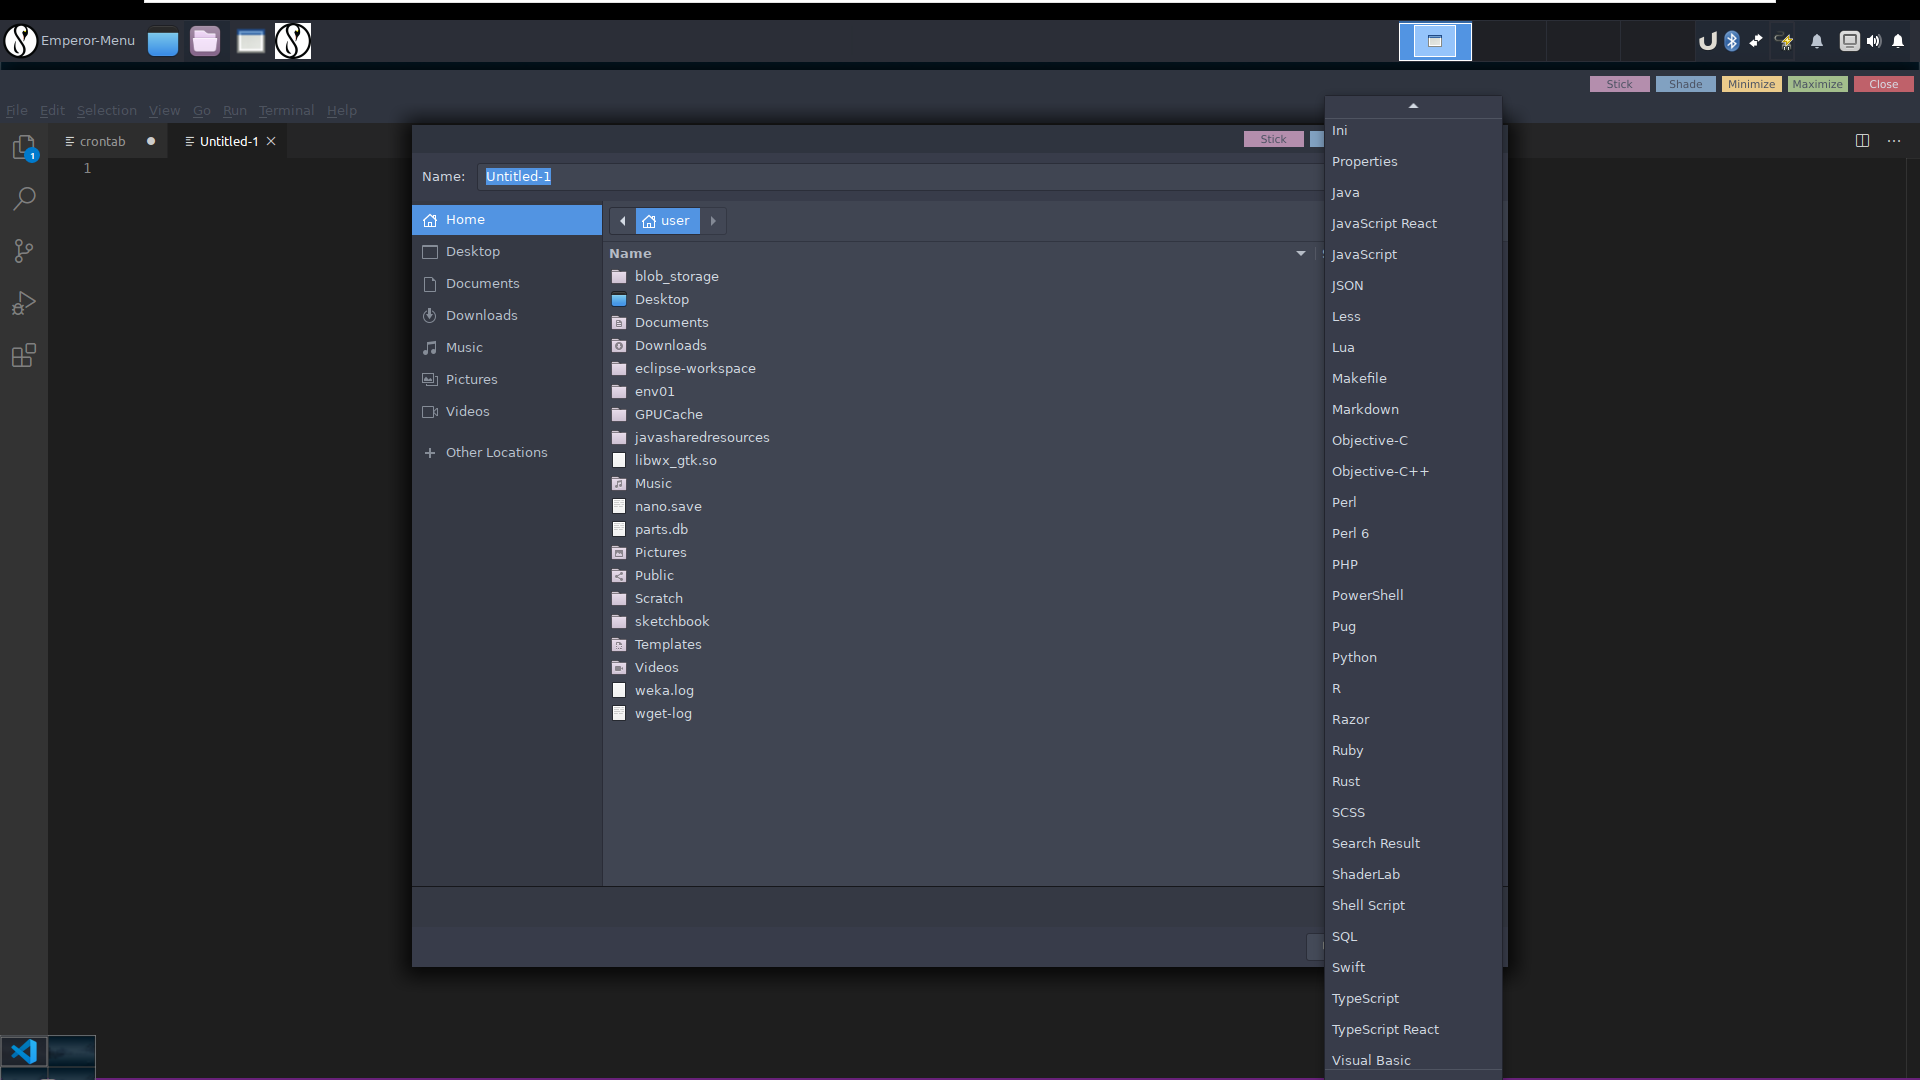 Emperor-Menu
Stick Shade Minimize Maximize Close
File Edit Selection View Go Run Terminal Help
crontab Untitled-1
1
1
Stick
Name: Untitled-1
Home
Desktop
Documents
Downloads
Music
Pictures
Videos
Other Locations
user
Name
blob_storage
Desktop
Documents
Downloads
eclipse-workspace
env01
GPUCache
javasharedresources
libwx_gtk.so
Music
nano.save
parts.db
Pictures
Public
Scratch
sketchbook
Templates
Videos
weka.log
wget-log
Ini
Properties
Java
JavaScript React
JavaScript
JSON
Less
Lua
Makefile
Markdown
Objective-C
Objective-C++
Perl
Perl 6
PHP
PowerShell
Pug
Python
R
Razor
Ruby
Rust
SCSS
Search Result
ShaderLab
Shell Script
SQL
Swift
TypeScript
TypeScript React
Visual Basic